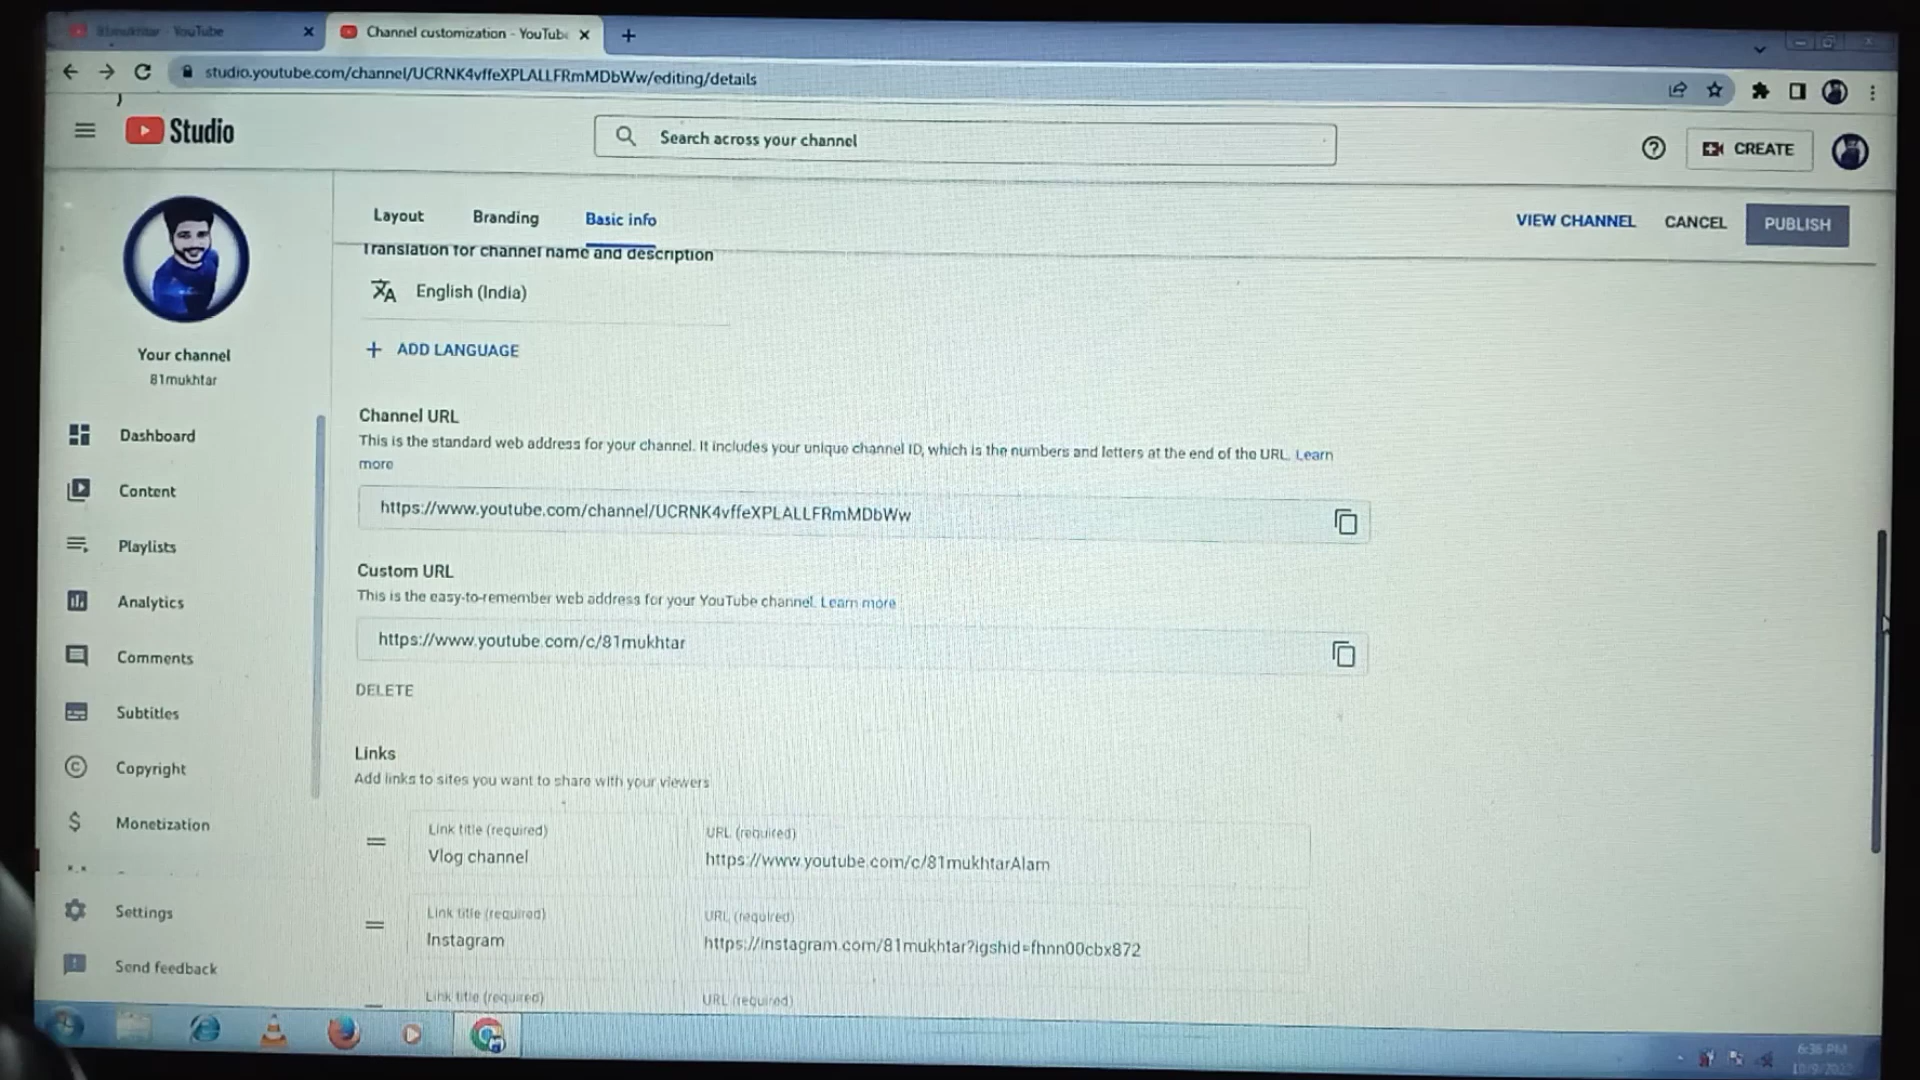 81mukhtar - YouTube
Channel customization - YouTube
studio.youtube.com/channel/UCRNK4vffeXPLALLFRmMDbWw/editing/details
Studio
Search across your channel
CREATE
Layout
Branding
Basic info
VIEW CHANNEL
CANCEL
PUBLISH
Translation for channel name and description
English (India)
ADD LANGUAGE
Your channel
81mukhtar
Dashboard
Content
Playlists
Analytics
Comments
Subtitles
Copyright
Monetization
Settings
Send feedback
Channel URL
This is the standard web address for your channel. It includes your unique channel ID, which is the numbers and letters at the end of the URL. Learn
more
https://www.youtube.com/channel/UCRNK4vffeXPLALLFRmMDbWw
Custom URL
This is the easy-to-remember web address for your YouTube channel. Learn more
https://www.youtube.com/c/81mukhtar
DELETE
Links
Add links to sites you want to share with your viewers
Link title (required)
Vlog channel
URL (required)
https://www.youtube.com/c/81mukhtarAlam
Link title (required)
Instagram
URL (required)
https://instagram.com/81mukhtar?igshid=fhnn00cbx872
Link title (required)
URL (required)
6:36 PM